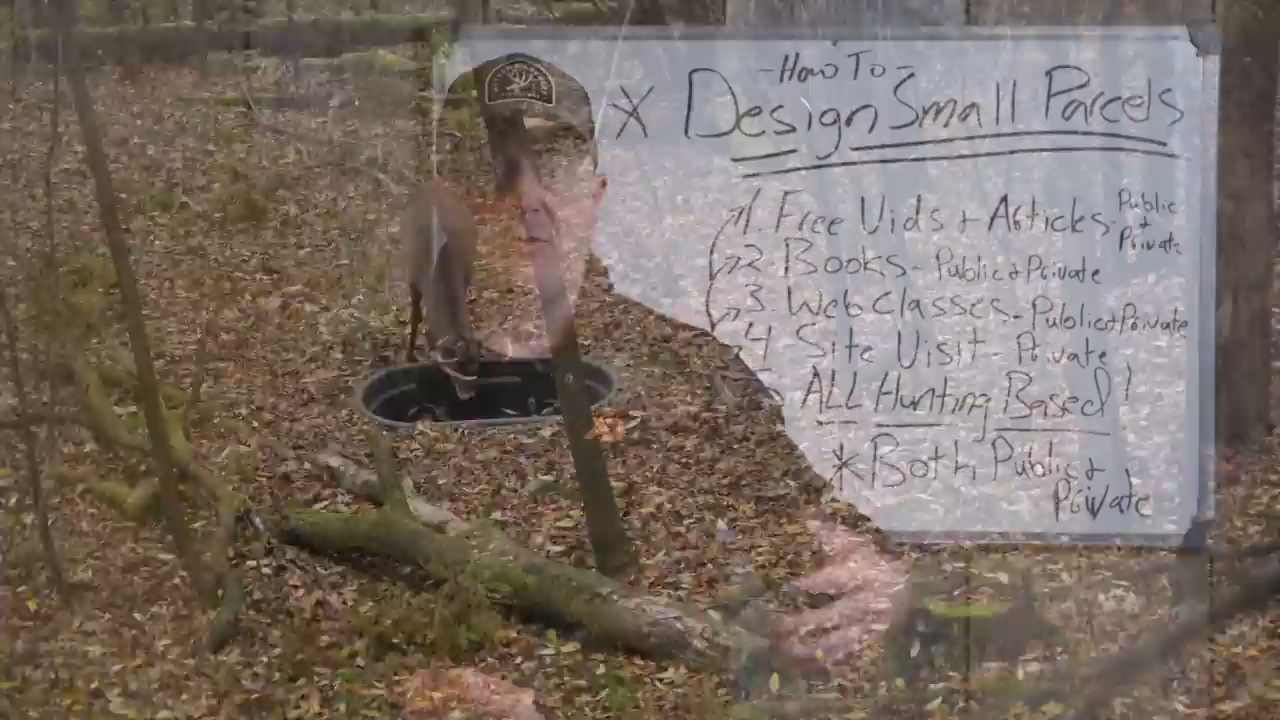 -How To-
* Design Small Parcels
1. Free Vids + Articles- Public + Private
2 Books - Public & Private
3. Web Classes - Public & Private
4 Site Visit - Private
ALL Hunting Based!
* Both Public & Private